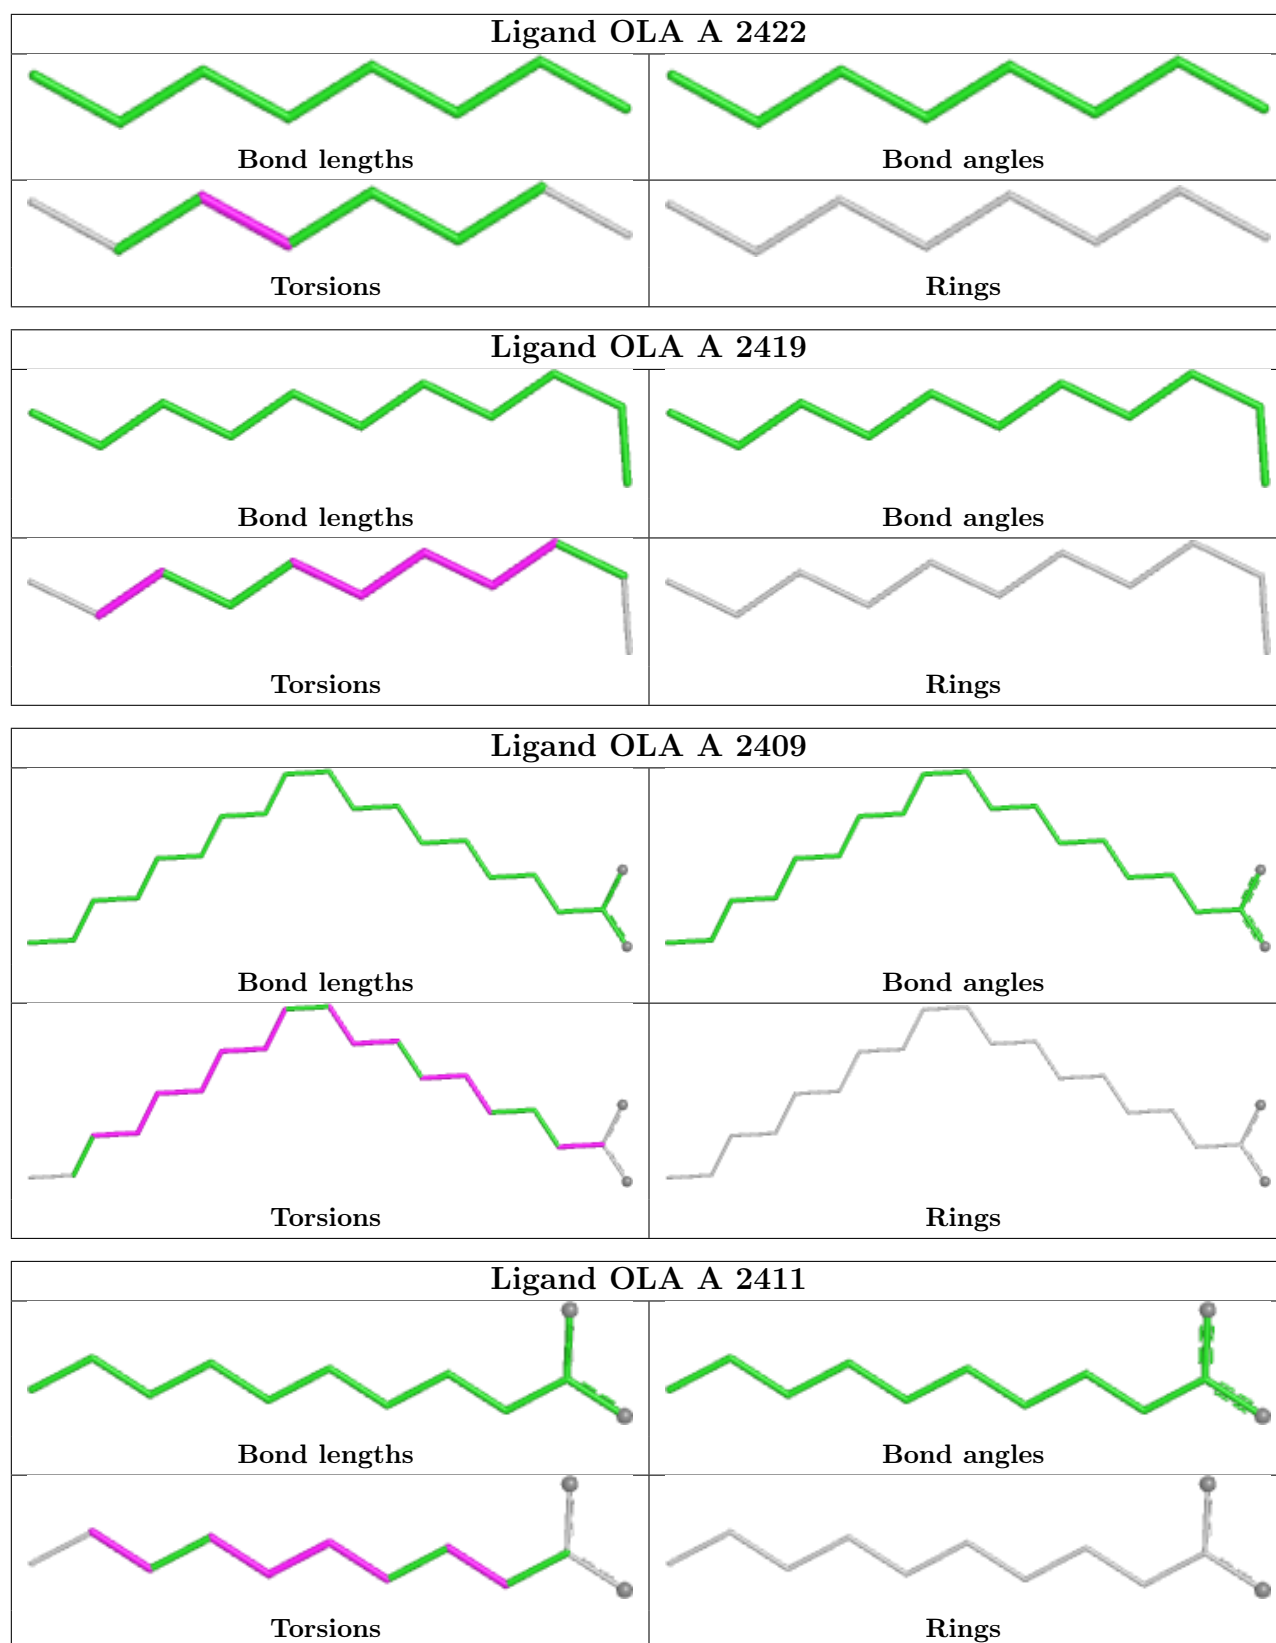 Ligand OLA A 2422
Bond lengths
Bond angles
Torsions
Rings
Ligand OLA A 2419
Bond lengths
Bond angles
Torsions
Rings
Ligand OLA A 2409
Bond lengths
Bond angles
Torsions
Rings
Ligand OLA A 2411
Bond lengths
Bond angles
Torsions
Rings